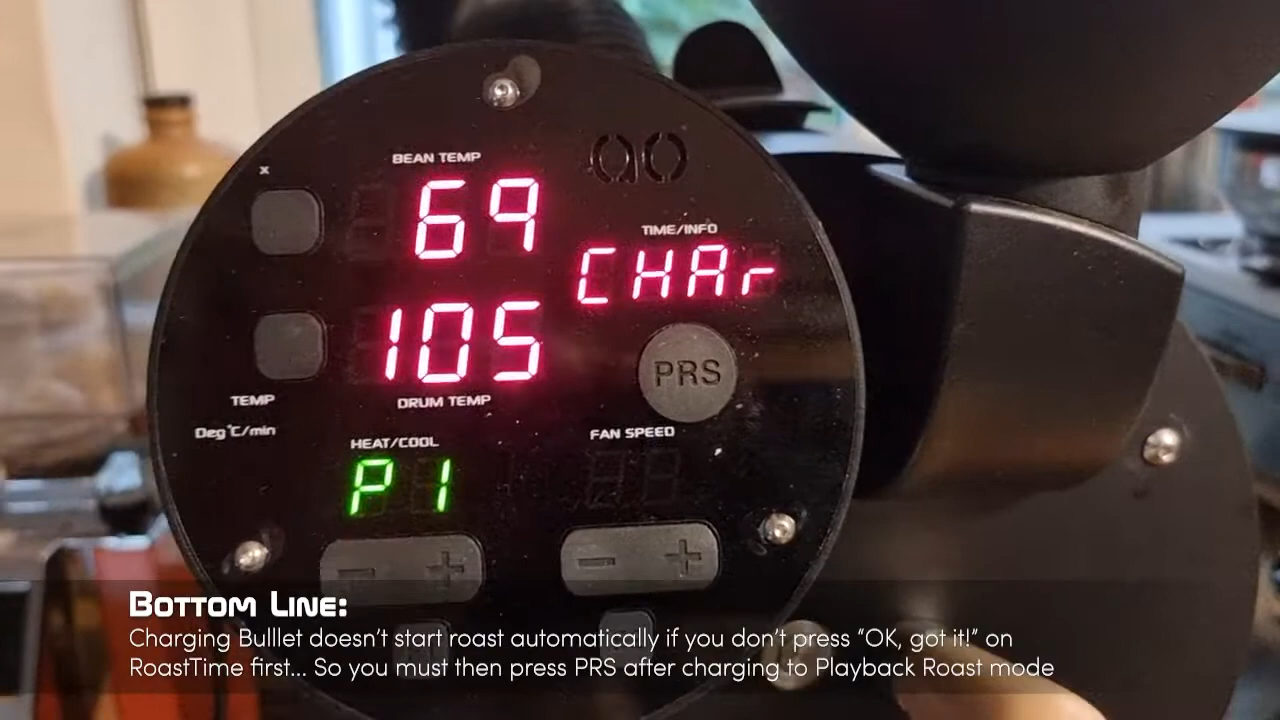 BEAN TEMP
x
69
TIME/INFO
CHAr
105
PRS
TEMP
DRUM TEMP
Deg°C/min
HEAT/COOL
FAN SPEED
P1
- +
- +
Bottom Line:
Charging Bulllet doesn't start roast automatically if you don't press "OK, got it!" on
RoastTime first... So you must then press PRS after charging to Playback Roast mode